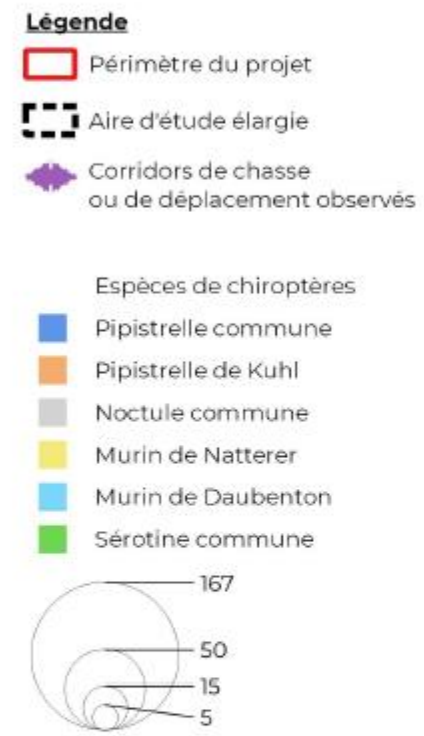 Légende
Périmètre du projet
Aire d'étude élargie
Corridors de chasse
ou de déplacement observés
Espèces de chiroptères
Pipistrelle commune
Pipistrelle de Kuhl
Noctule commune
Murin de Natterer
Murin de Daubenton
Sérotine commune
167
50
15
5